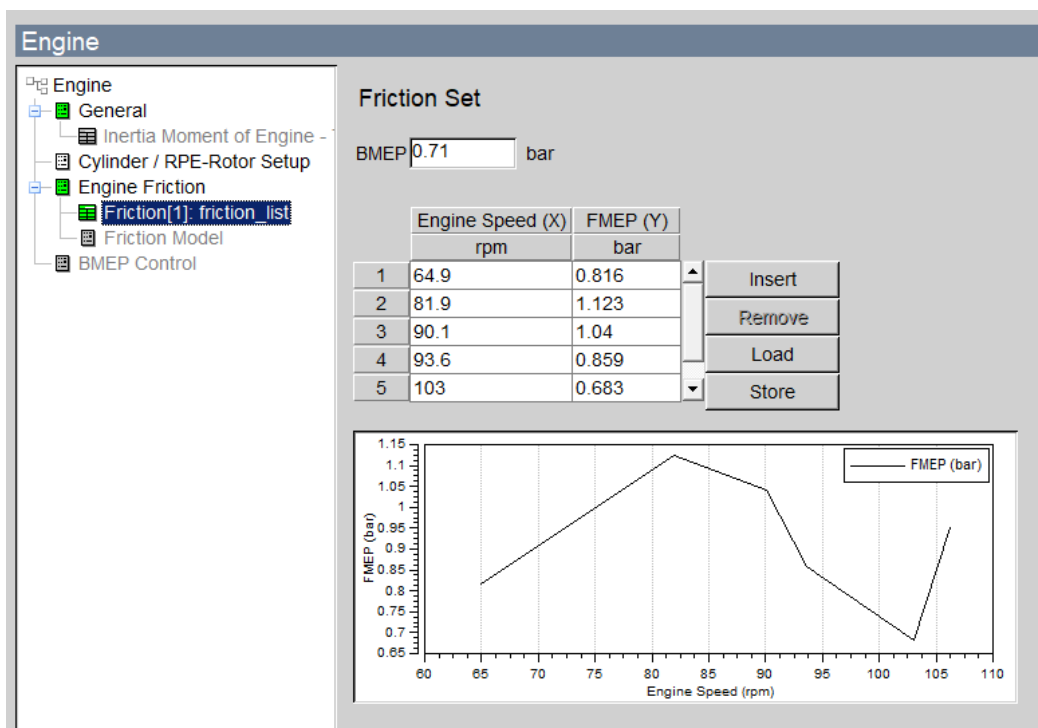 Engine
Engine
General
Inertia Moment of Engine -
Cylinder / RPE-Rotor Setup
Engine Friction
Friction[1]: friction_list
Friction Model
BMEP Control
Friction Set
BMEP 0.71 bar
Engine Speed (X) FMEP (Y)
rpm bar
1 64.9 0.816
2 81.9 1.123
3 90.1 1.04
4 93.6 0.859
5 103 0.683
Insert
Remove
Load
Store
1.15
1.1
1.05
1
0.95
0.9
0.85
0.8
0.75
0.7
0.65
FMEP (bar)
FMEP (bar)
60 65 70 75 80 85 90 95 100 105 110
Engine Speed (rpm)